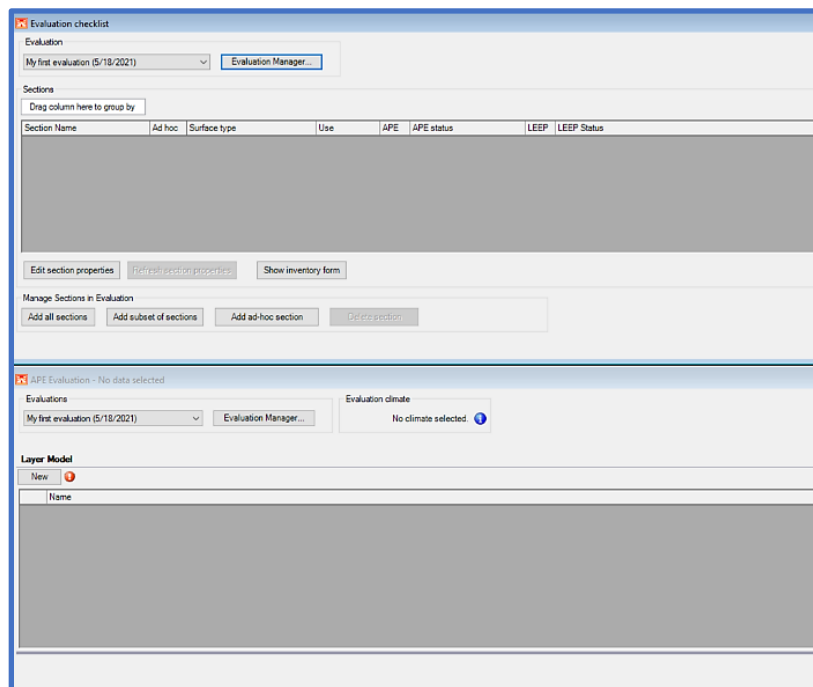 Evaluation checklist
Evaluation
My first evaluation (5/18/2021)
Evaluation Manager...
Sections
Drag column here to group by
Section Name Ad hoc Surface type Use APE APE status LEEP LEEP Status
Edit section properties Refresh section properties Show inventory form
Manage Sections in Evaluation
Add all sections Add subset of sections Add ad-hoc section Delete section
APE Evaluation - No data selected
Evaluations Evaluation climate
My first evaluation (5/18/2021) Evaluation Manager... No climate selected.
Layer Model
New
Name